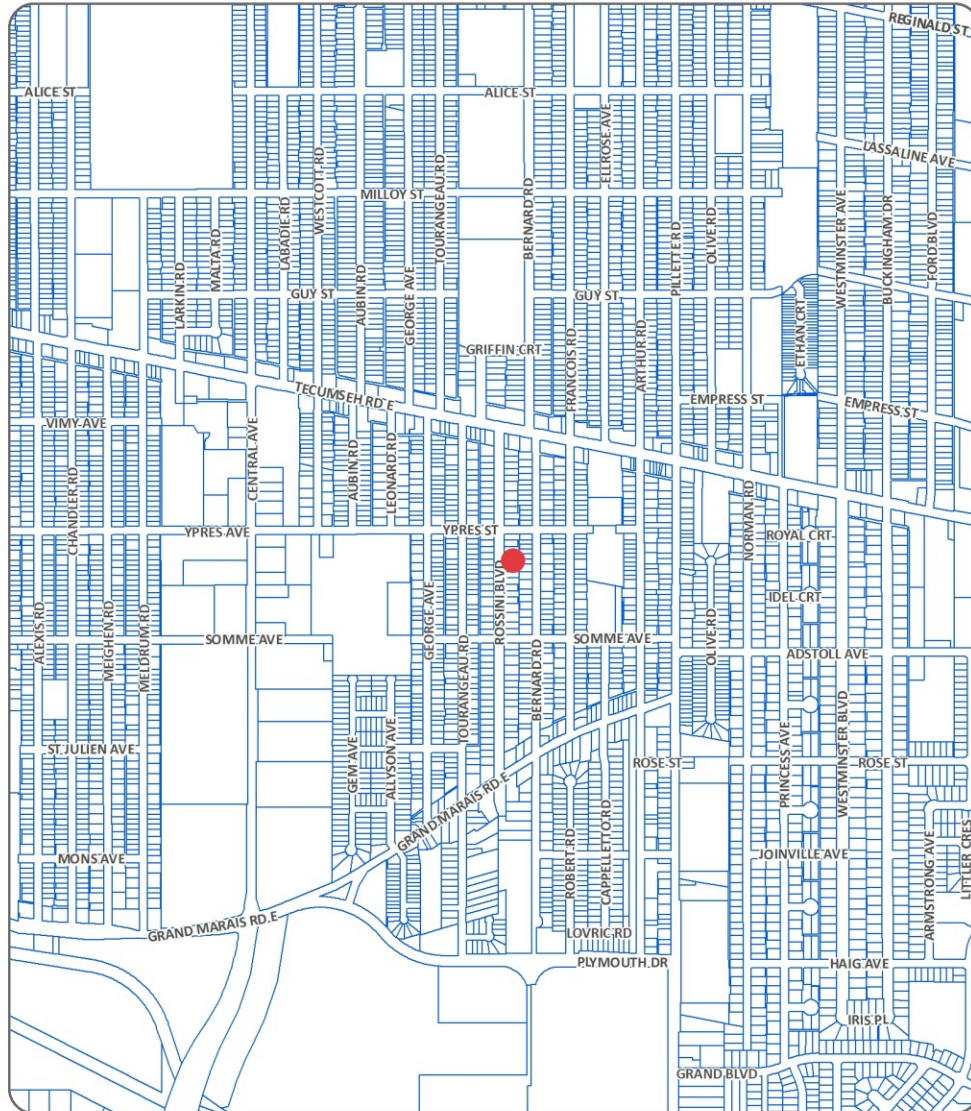 REGINALD ST
ALICE ST
ALICE ST
ELLROSE AVE
LASSALINE AVE
WESTCOTT RD
TOURANGEAU RD
MILLOY ST
BERNARD RD
LABADIE RD
MALTA RD
LARKIN RD
PILLETTE RD
OLIVE RD
WESTMINSTER AVE
BUCKINGHAM DR
FORD BLVD
GUY ST
AUBIN RD
GEORGE AVE
GUY ST
ETHAN CRT
GRIFFIN CRT
FRANCOIS RD
ARTHUR RD
TECUMSEH RD E
EMPRESS ST
EMPRESS ST
VIMY AVE
CENTRAL AVE
AUBIN RD
LEONARD RD
CHANDLER RD
NORMAN RD
YPRES AVE
YPRES ST
ROYAL CRT
ROSSINI BLVD
IDEL CRT
GEORGE AVE
ALEXIS RD
MEIGHEN RD
MELDRUM RD
SOMME AVE
SOMME AVE
OLIVE RD
ADSTOLL AVE
TOURANGEAU RD
BERNARD RD
ST JULIEN AVE
GEM AVE
ALLYSON AVE
ROSE ST
PRINCESS AVE
WESTMINSTER BLVD
ROSE ST
GRAND MARAIS RD E
MONS AVE
ROBERT RD
CAPPELLETTO RD
JOINVILLE AVE
ARMSTRONG AVE
LITTLER CRES
GRAND MARAIS RD E
LOVRIC RD
PLYMOUTH DR
HAIG AVE
IRIS PL
GRAND BLVD